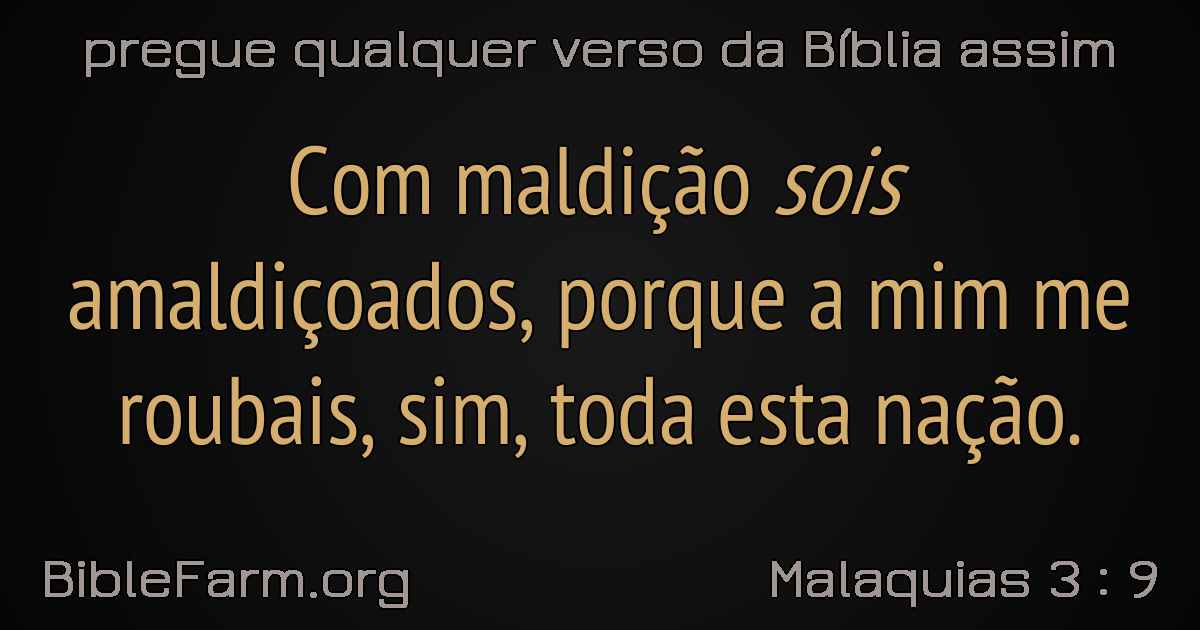 pregue qualquer verso da Bíblia assim
Com maldição sois
amaldiçoados, porque a mim me
roubais, sim, toda esta nação.
BibleFarm.org
Malaquias 3 : 9